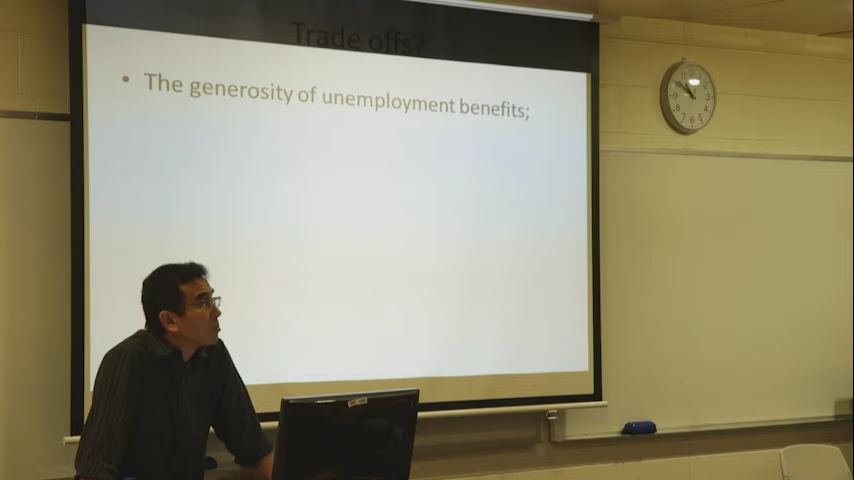 Trade offs?
• The generosity of unemployment benefits;